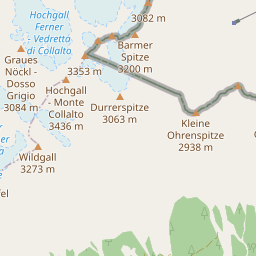 Hochgall
Ferner -
Vedretta
di Collalto
3082 m
Barmer
Spitze
3200 m
Graues
Nöckl -
Dosso
Grigio
3084 m
3353 m
Hochgall
Monte
Collalto
3436 m
Durrerspitze
3063 m
Kleine
Ohrenspitze
2938 m
Wildgall
3273 m
fel